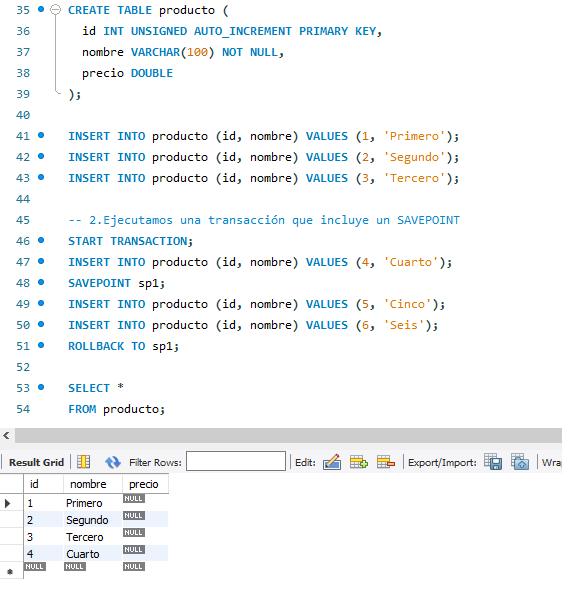 35 CREATE TABLE producto (
36 id INT UNSIGNED AUTO_INCREMENT PRIMARY KEY,
37 nombre VARCHAR(100) NOT NULL,
38 precio DOUBLE
39 );
40
41 INSERT INTO producto (id, nombre) VALUES (1, 'Primero');
42 INSERT INTO producto (id, nombre) VALUES (2, 'Segundo');
43 INSERT INTO producto (id, nombre) VALUES (3, 'Tercero');
44
45 -- 2.Ejecutamos una transacción que incluye un SAVEPOINT
46 START TRANSACTION;
47 INSERT INTO producto (id, nombre) VALUES (4, 'Cuarto');
48 SAVEPOINT sp1;
49 INSERT INTO producto (id, nombre) VALUES (5, 'Cinco');
50 INSERT INTO producto (id, nombre) VALUES (6, 'Seis');
51 ROLLBACK TO sp1;
52
53 SELECT *
54 FROM producto;
Result Grid Filter Rows: Edit: Export/Import: Wrap
id nombre precio
1 Primero NULL
2 Segundo NULL
3 Tercero NULL
4 Cuarto NULL
NULL NULL NULL